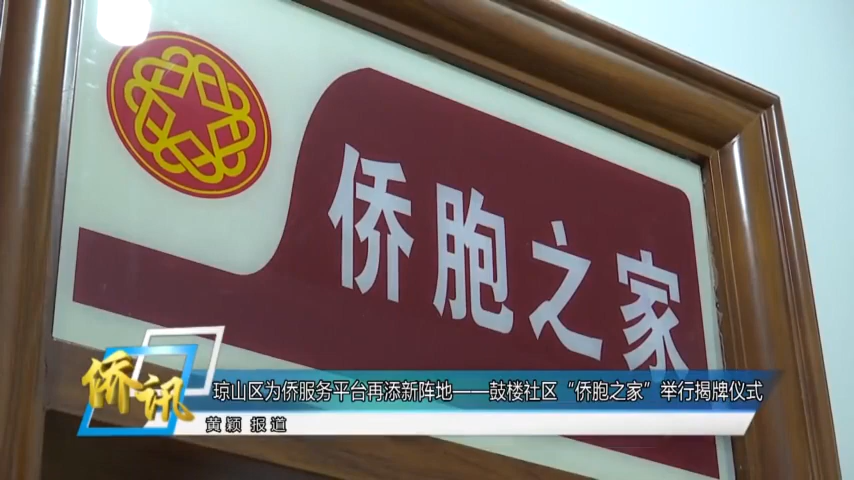 侨胞之家
侨讯
琼山区为侨服务平台再添新阵地——鼓楼社区“侨胞之家”举行揭牌仪式
黄颖 报道